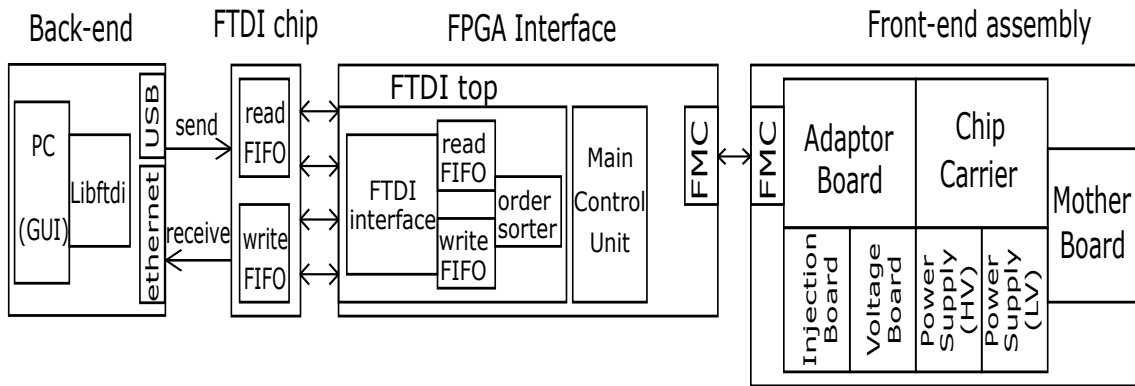 Back-end
FTDI chip
FPGA Interface
Front-end assembly
PC
(GUI)
Libftdi
USB
ethernet
send
receive
read
FIFO
write
FIFO
FTDI top
FTDI
interface
read
FIFO
write
FIFO
order
sorter
Main
Control
Unit
FMC
FMC
Adaptor
Board
Chip
Carrier
Mother
Board
Injection
Board
Voltage
Board
Power
Supply
(HV)
Power
Supply
(LV)